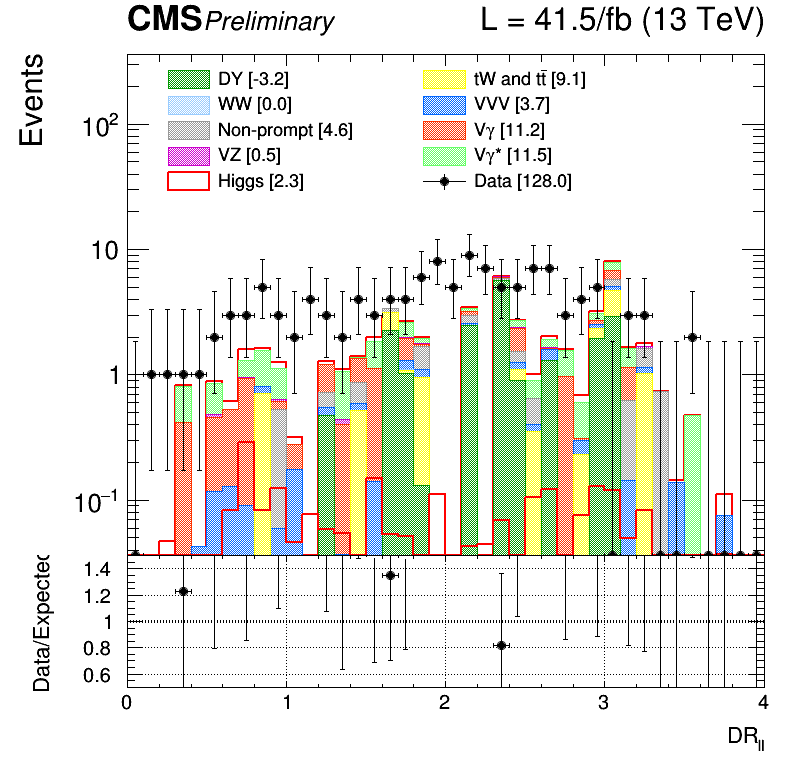 CMS Preliminary L = 41.5/fb (13 TeV)
Events
DY [-3.2]
WW [0.0]
Non-prompt [4.6]
VZ [0.5]
Higgs [2.3]
tW and tt̄ [9.1]
VVV [3.7]
Vγ [11.2]
Vγ* [11.5]
Data [128.0]
10²
10
1
10⁻¹
Data/Expected
1.4
1.2
1
0.8
0.6
0 1 2 3 4
DR_ll